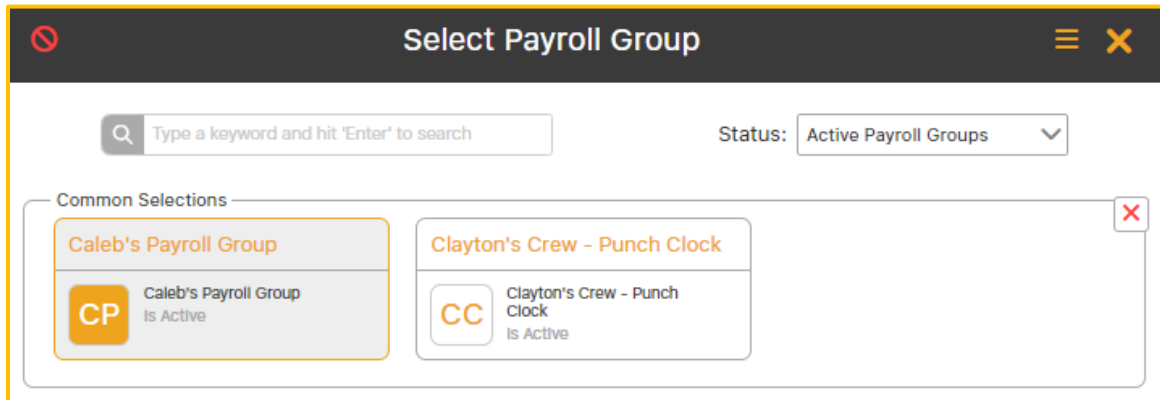 Select Payroll Group
Type a keyword and hit 'Enter' to search
Status: Active Payroll Groups
Common Selections
Caleb's Payroll Group
CP
Caleb's Payroll Group
Is Active
Clayton's Crew - Punch Clock
CC
Clayton's Crew - Punch
Clock
Is Active